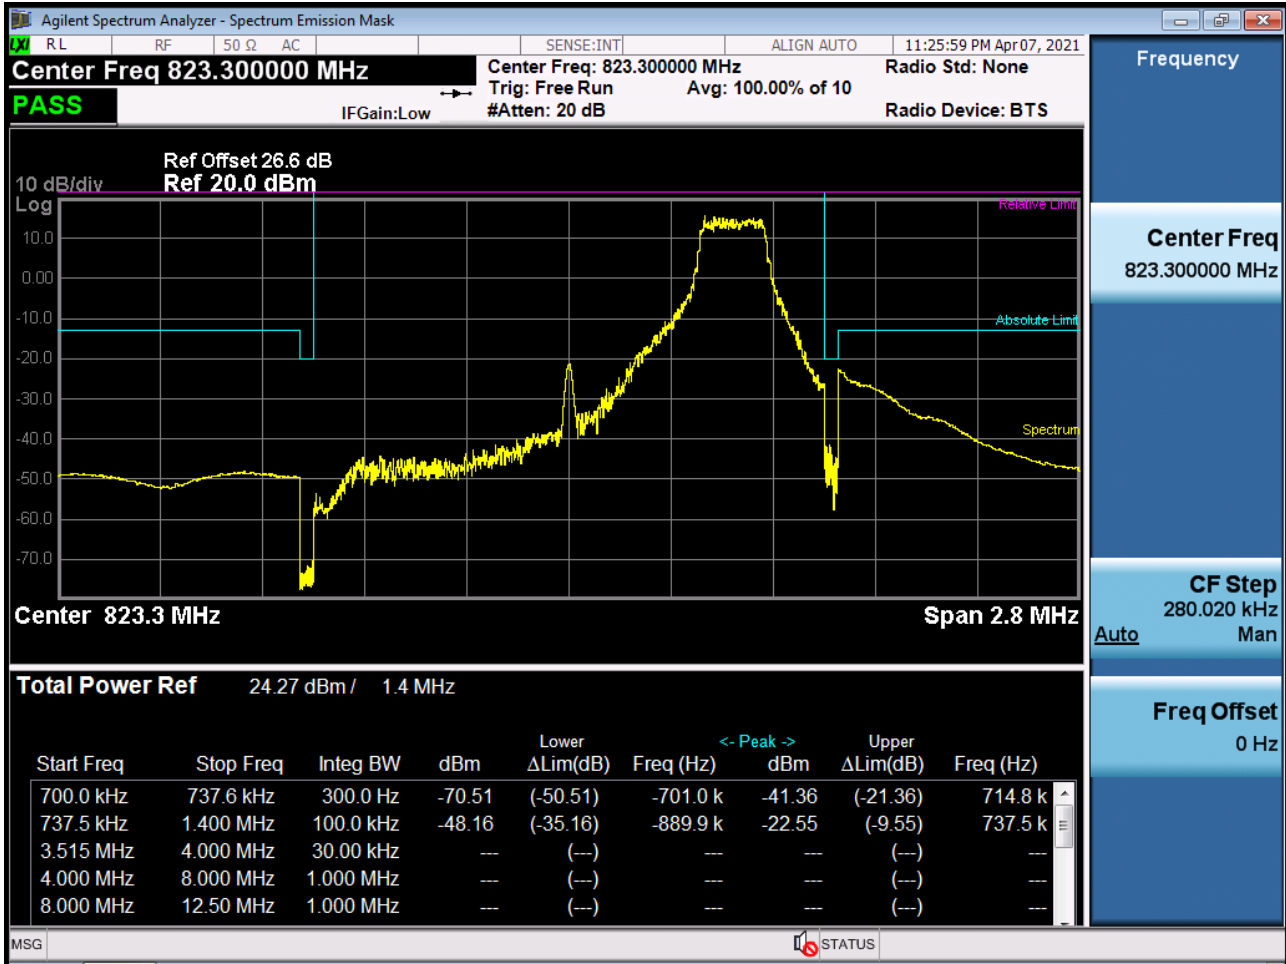 Agilent Spectrum Analyzer - Spectrum Emission Mask
LXI RL RF 50 Ω AC SENSE:INT ALIGN AUTO 11:25:59 PM Apr 07, 2021
Center Freq 823.300000 MHz
PASS
IFGain:Low
Center Freq: 823.300000 MHz
Trig: Free Run Avg: 100.00% of 10
#Atten: 20 dB
Radio Std: None
Radio Device: BTS
Ref Offset 26.6 dB
10 dB/div Ref 20.0 dBm
Log
Relative Limit
10.0
0.00
-10.0
Absolute Limit
-20.0
-30.0
-40.0
Spectrum
-50.0
-60.0
-70.0
Center 823.3 MHz Span 2.8 MHz
Total Power Ref 24.27 dBm / 1.4 MHz
Lower <- Peak -> Upper
Start Freq Stop Freq Integ BW dBm ΔLim(dB) Freq (Hz) dBm ΔLim(dB) Freq (Hz)
700.0 kHz 737.6 kHz 300.0 Hz -70.51 (-50.51) -701.0 k -41.36 (-21.36) 714.8 k
737.5 kHz 1.400 MHz 100.0 kHz -48.16 (-35.16) -889.9 k -22.55 (-9.55) 737.5 k
3.515 MHz 4.000 MHz 30.00 kHz --- (---) --- --- (---) ---
4.000 MHz 8.000 MHz 1.000 MHz --- (---) --- --- (---) ---
8.000 MHz 12.50 MHz 1.000 MHz --- (---) --- --- (---) ---
MSG STATUS
Frequency
Center Freq
823.300000 MHz
CF Step
280.020 kHz
Auto Man
Freq Offset
0 Hz